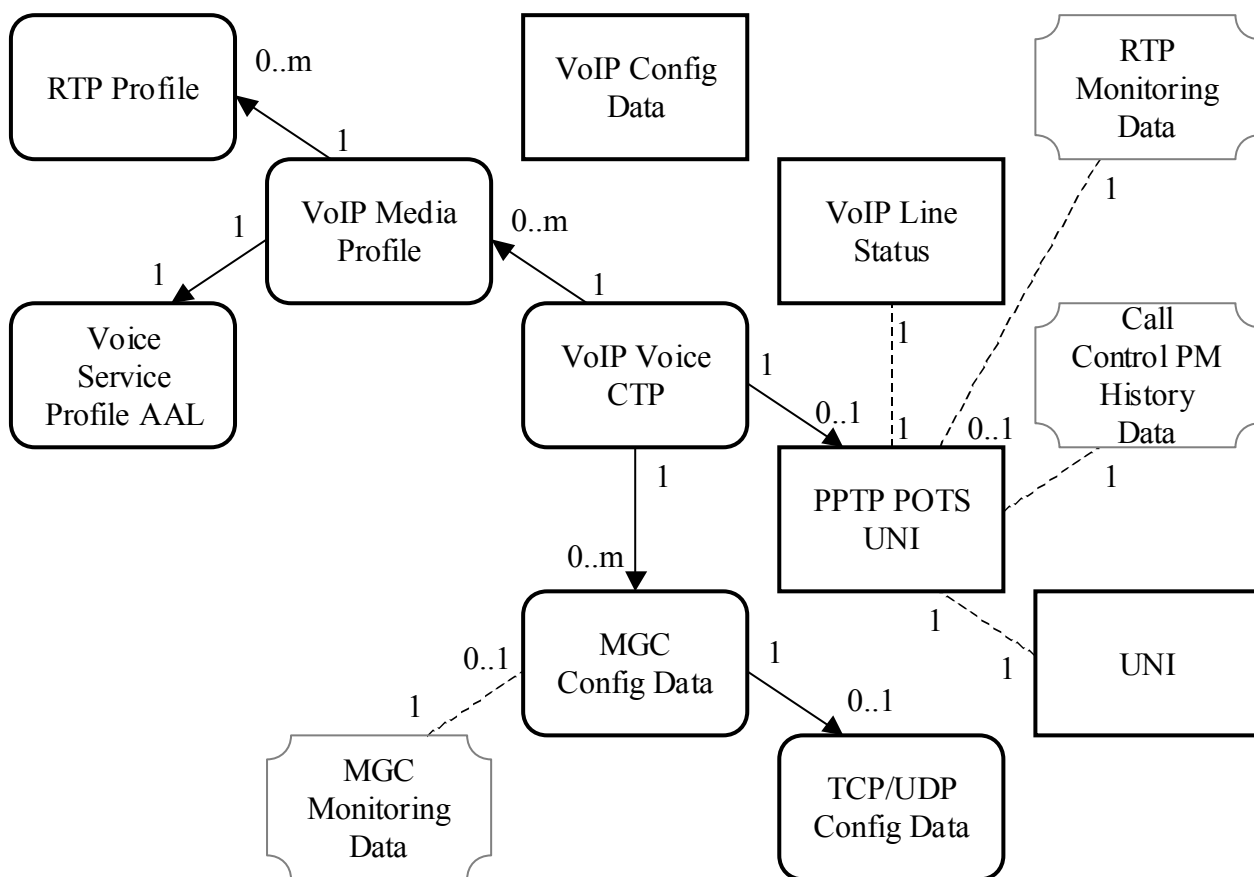 RTP Profile
0..m
1
VoIP Config
Data
RTP
Monitoring
Data
1
VoIP Media
Profile
1
1
0..m
1
VoIP Line
Status
1
1
Voice
Service
Profile AAL
VoIP Voice
CTP
1
0..1
1
0..m
Call
Control PM
History
Data
0..1
1
PPTP POTS
UNI
1
1
UNI
MGC
Config Data
0..1
1
1
0..1
MGC
Monitoring
Data
TCP/UDP
Config Data